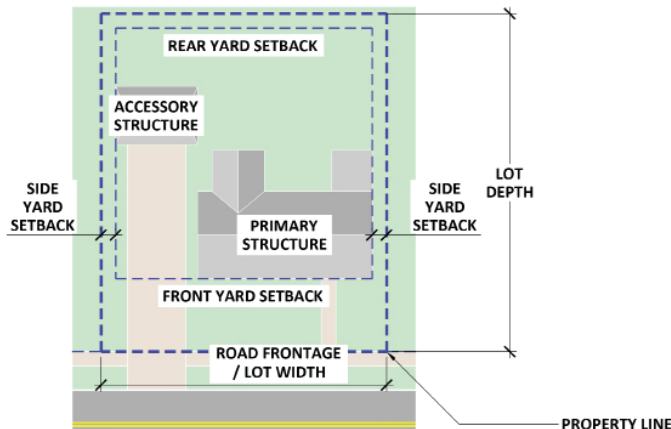 REAR YARD SETBACK
ACCESSORY
STRUCTURE
LOT
DEPTH
SIDE
YARD
SETBACK
PRIMARY
STRUCTURE
SIDE
YARD
SETBACK
FRONT YARD SETBACK
ROAD FRONTAGE
/ LOT WIDTH
PROPERTY LINE